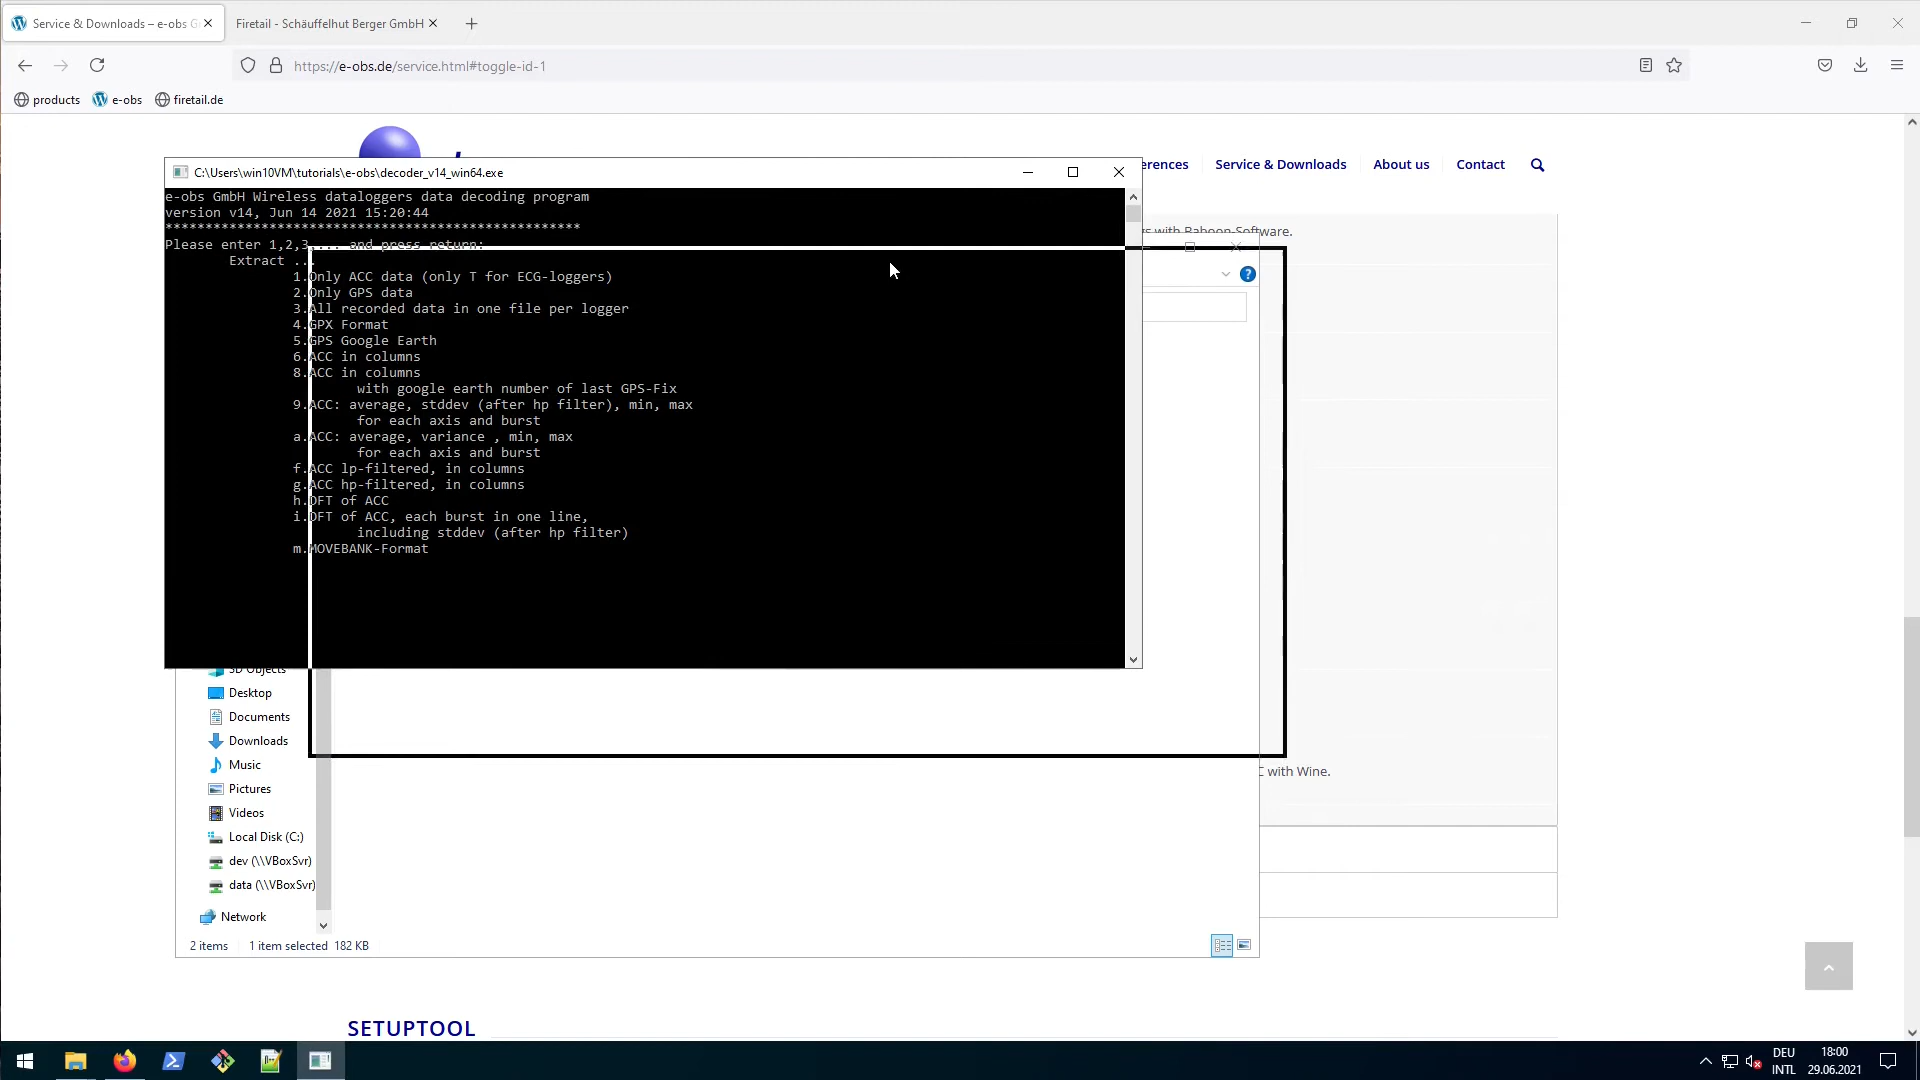 Service & Downloads – e-obs G
Firetail - Schäuffelhut Berger GmbH
https://e-obs.de/service.html#toggle-id-1
products
e-obs
firetail.de
erences
Service & Downloads
About us
Contact
C:\Users\win10VM\tutorials\e-obs\decoder_v14_win64.exe
e-obs GmbH Wireless dataloggers data decoding program
version v14, Jun 14 2021 15:20:44
****************************************************
Please enter 1,2,3,... and press return:
Extract ...
1.Only ACC data (only T for ECG-loggers)
2.Only GPS data
3.All recorded data in one file per logger
4.GPX Format
5.GPS Google Earth
6.ACC in columns
8.ACC in columns
with google earth number of last GPS-Fix
9.ACC: average, stddev (after hp filter), min, max
for each axis and burst
a.ACC: average, variance , min, max
for each axis and burst
f.ACC lp-filtered, in columns
g.ACC hp-filtered, in columns
h.DFT of ACC
i.DFT of ACC, each burst in one line,
including stddev (after hp filter)
m.MOVEBANK-Format
with Baboon-Software.
3D Objects
Desktop
Documents
Downloads
Music
Pictures
Videos
Local Disk (C:)
dev (\\VBoxSvr)
data (\\VBoxSvr)
Network
2 items
1 item selected 182 KB
C with Wine.
SETUPTOOL
DEU
INTL
18:00
29.06.2021